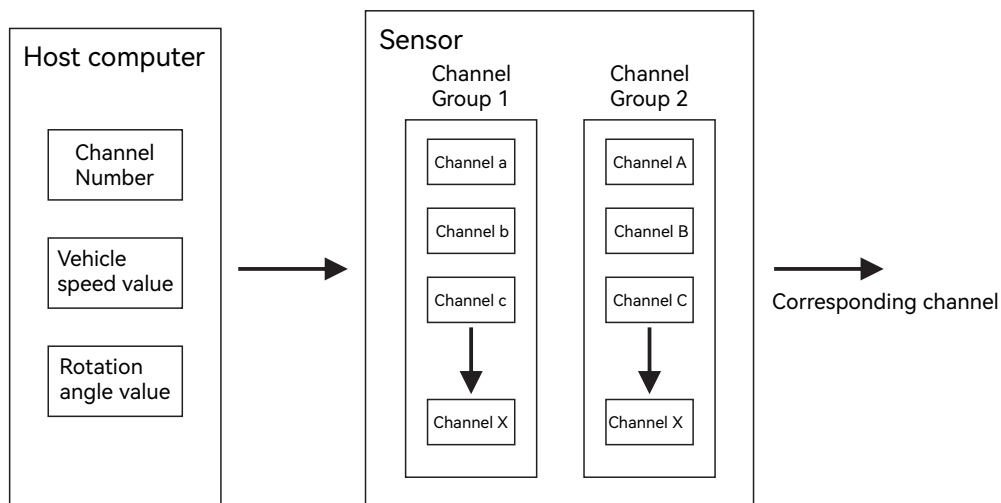 Host computer
Channel
Number
Vehicle
speed value
Rotation
angle value
Sensor
Channel
Group 1
Channel a
Channel b
Channel c
Channel X
Channel
Group 2
Channel A
Channel B
Channel C
Channel X
Corresponding channel